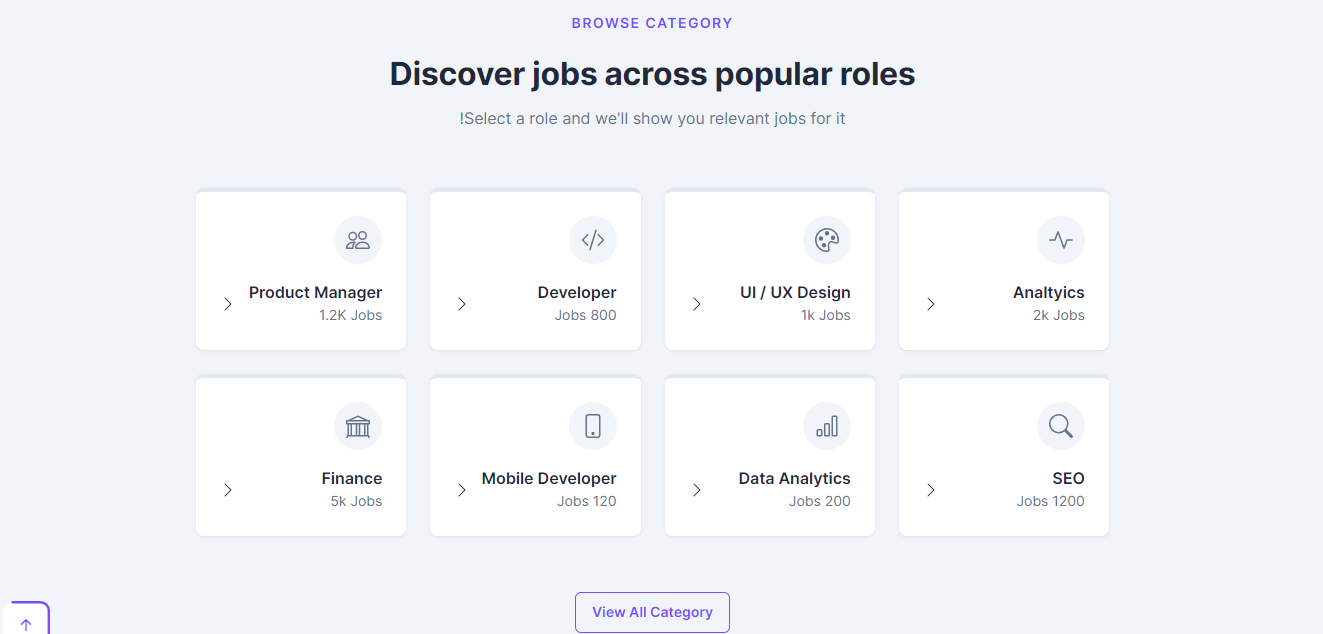 BROWSE CATEGORY
Discover jobs across popular roles
!Select a role and we'll show you relevant jobs for it
Product Manager
1.2K Jobs
Developer
Jobs 800
UI / UX Design
1k Jobs
Analtyics
2k Jobs
Finance
5k Jobs
Mobile Developer
Jobs 120
Data Analytics
Jobs 200
SEO
Jobs 1200
View All Category